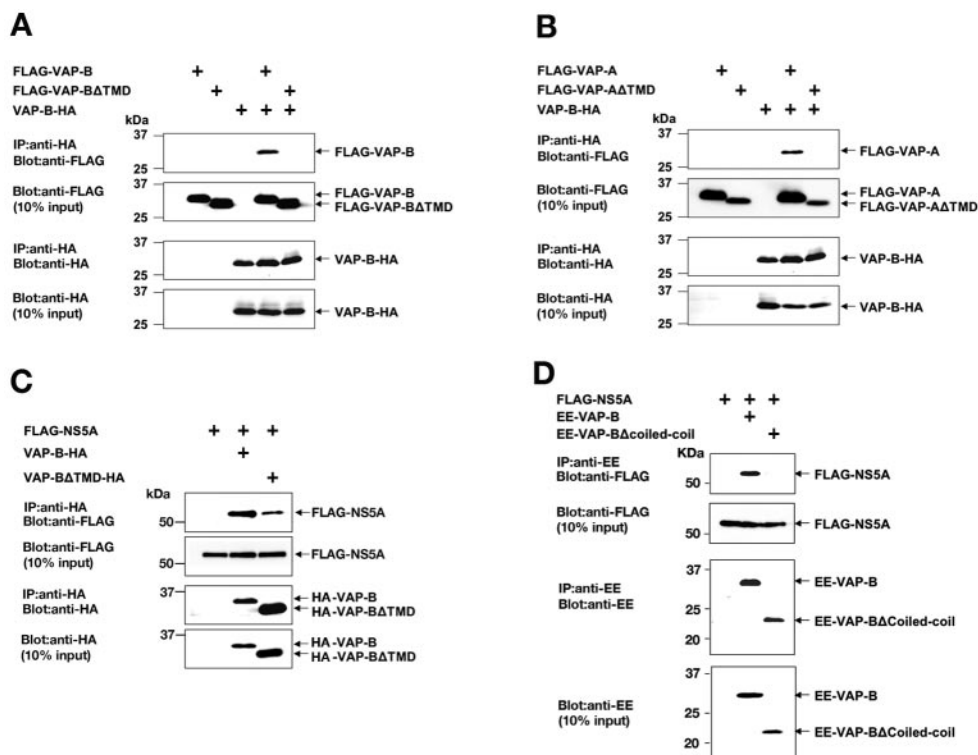 A
FLAG-VAP-B + +
FLAG-VAP-BΔTMD + +
VAP-B-HA + + +
kDa
IP:anti-HA
Blot:anti-FLAG
37
25
FLAG-VAP-B
Blot:anti-FLAG
(10% input)
37
25
FLAG-VAP-B
FLAG-VAP-BΔTMD
IP:anti-HA
Blot:anti-HA
37
25
VAP-B-HA
Blot:anti-HA
(10% input)
37
25
VAP-B-HA
B
FLAG-VAP-A + +
FLAG-VAP-AΔTMD + +
VAP-B-HA + + +
kDa
IP:anti-HA
Blot:anti-FLAG
37
25
FLAG-VAP-A
Blot:anti-FLAG
(10% input)
37
25
FLAG-VAP-A
FLAG-VAP-AΔTMD
IP:anti-HA
Blot:anti-HA
37
25
VAP-B-HA
Blot:anti-HA
(10% input)
37
25
VAP-B-HA
C
FLAG-NS5A + + +
VAP-B-HA +
VAP-BΔTMD-HA +
kDa
IP:anti-HA
Blot:anti-FLAG
50
FLAG-NS5A
Blot:anti-FLAG
(10% input)
50
FLAG-NS5A
IP:anti-HA
Blot:anti-HA
37
HA-VAP-B
HA-VAP-BΔTMD
Blot:anti-HA
(10% input)
37
HA-VAP-B
HA-VAP-BΔTMD
D
FLAG-NS5A + + +
EE-VAP-B +
EE-VAP-BΔcoiled-coil +
KDa
IP:anti-EE
Blot:anti-FLAG
50
FLAG-NS5A
Blot:anti-FLAG
(10% input)
50
FLAG-NS5A
IP:anti-EE
Blot:anti-EE
37
25
20
EE-VAP-B
EE-VAP-BΔCoiled-coil
Blot:anti-EE
(10% input)
37
25
20
EE-VAP-B
EE-VAP-BΔCoiled-coil